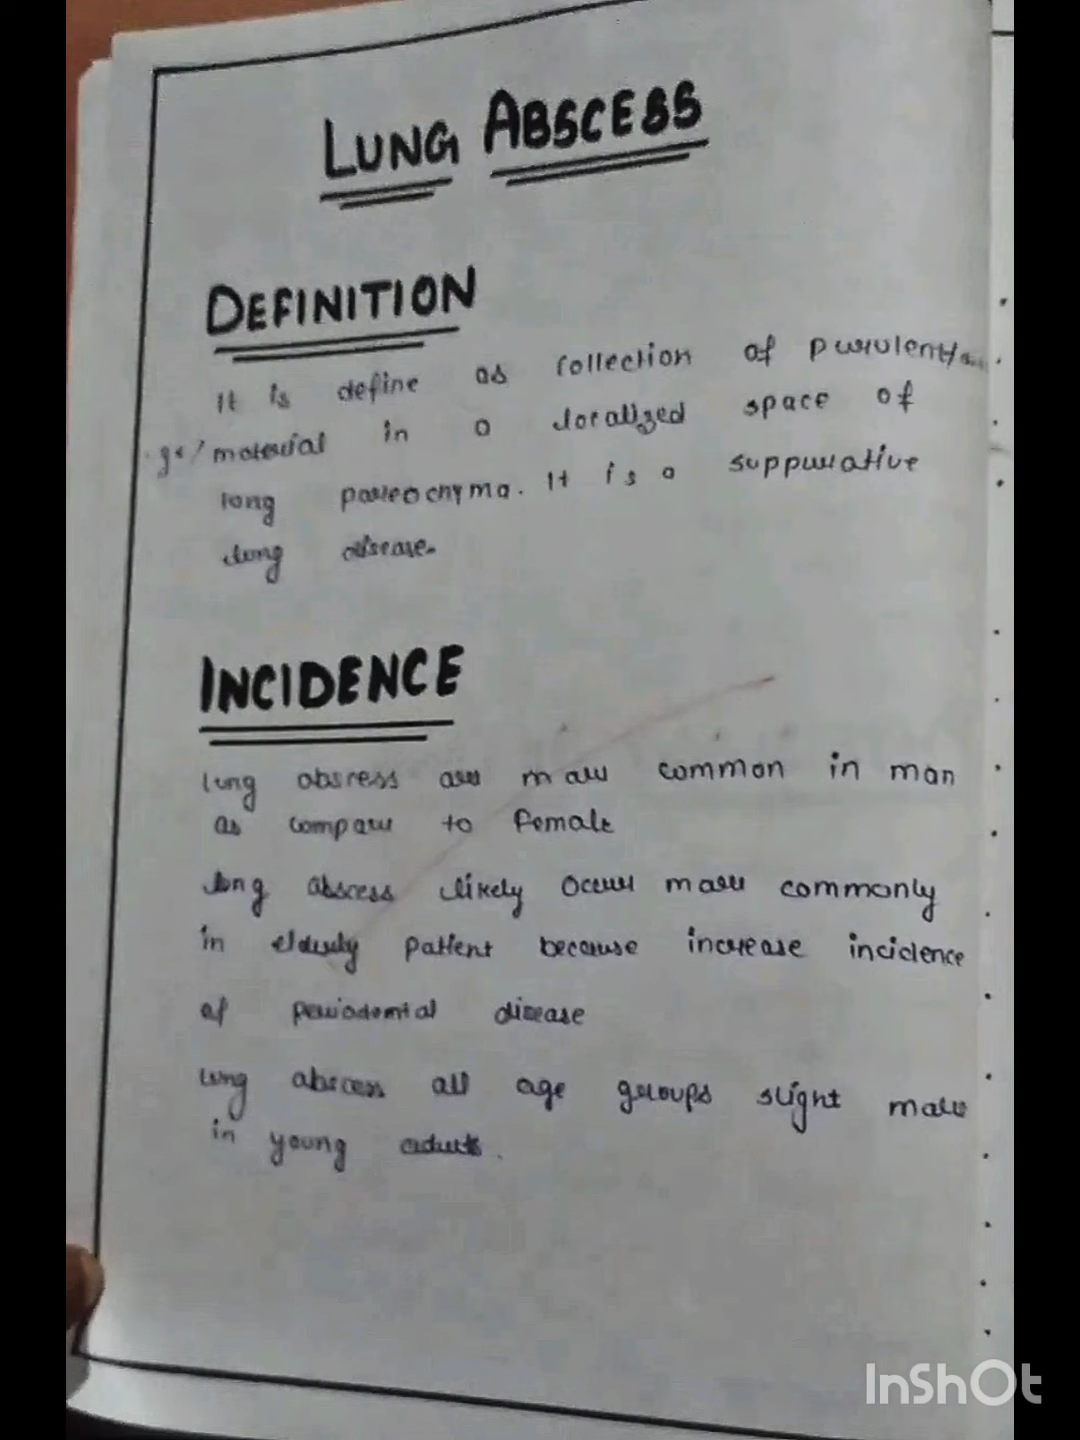 LUNG ABSCESS
DEFINITION
It is define as collection of purulent
material in a localized space of
long parenchyma. It is a suppurative
lung disease.
INCIDENCE
lung abscess are more common in man
as compare to female
lung abscess likely occur more commonly
in elderly patient because increase incidence
of periodontal disease
lung abscess all age groups slight more
in young adults.
InShOt